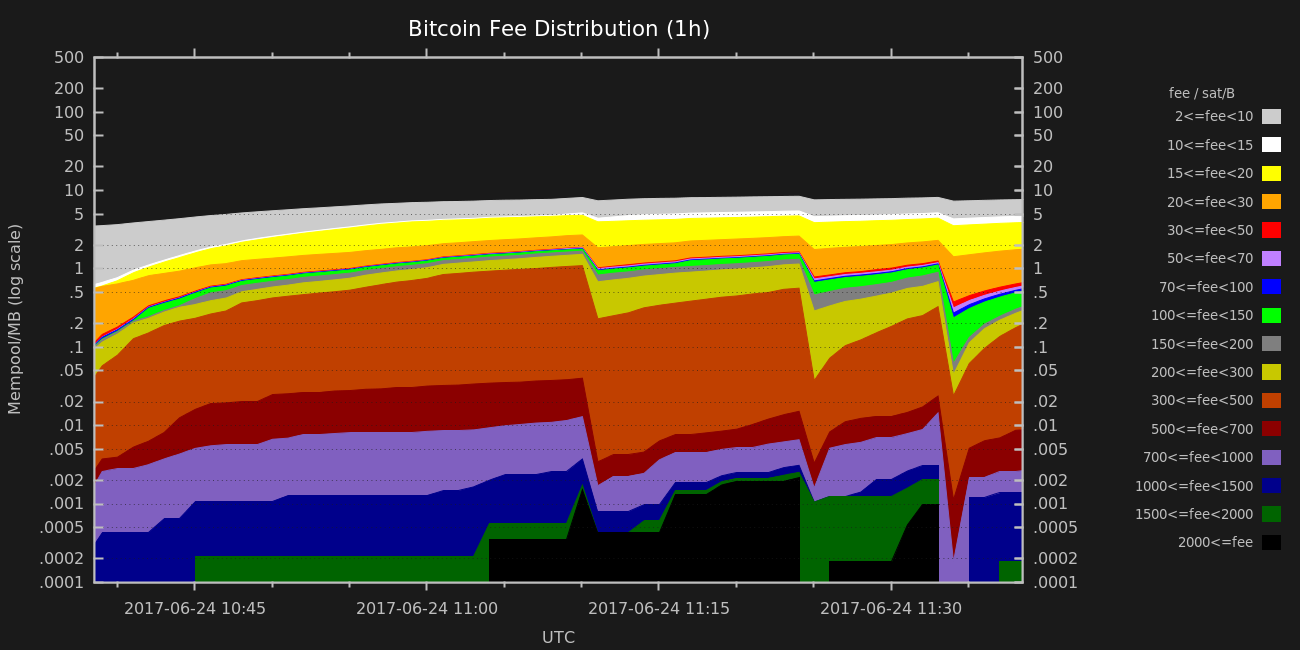 Bitcoin Fee Distribution (1h)
500 500
200 200
100 100
50 50
20 20
10 10
5 5
2 2
1 1
.5 .5
.2 .2
.1 .1
.05 .05
.02 .02
.01 .01
.005 .005
.002 .002
.001 .001
.0005 .0005
.0002 .0002
.0001 .0001
Mempool/MB (log scale)
2017-06-24 10:45 2017-06-24 11:00 2017-06-24 11:15 2017-06-24 11:30
UTC
fee / sat/B
2<=fee<10
10<=fee<15
15<=fee<20
20<=fee<30
30<=fee<50
50<=fee<70
70<=fee<100
100<=fee<150
150<=fee<200
200<=fee<300
300<=fee<500
500<=fee<700
700<=fee<1000
1000<=fee<1500
1500<=fee<2000
2000<=fee